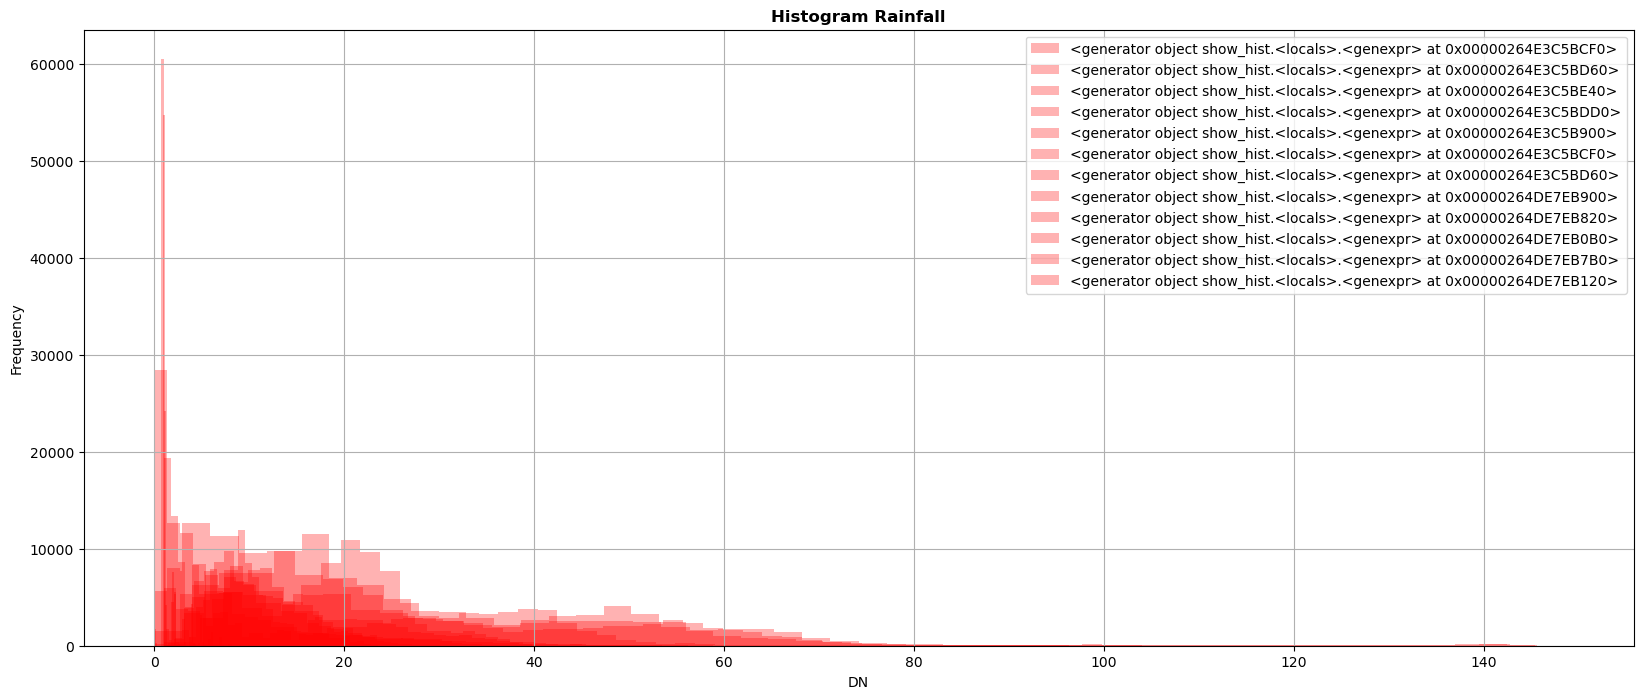 Histogram Rainfall
<generator object show_hist.<locals>.<genexpr> at 0x00000264E3C5BCF0>
<generator object show_hist.<locals>.<genexpr> at 0x00000264E3C5BD60>
<generator object show_hist.<locals>.<genexpr> at 0x00000264E3C5BE40>
<generator object show_hist.<locals>.<genexpr> at 0x00000264E3C5BDD0>
<generator object show_hist.<locals>.<genexpr> at 0x00000264E3C5B900>
<generator object show_hist.<locals>.<genexpr> at 0x00000264E3C5BCF0>
<generator object show_hist.<locals>.<genexpr> at 0x00000264E3C5BD60>
<generator object show_hist.<locals>.<genexpr> at 0x00000264DE7EB900>
<generator object show_hist.<locals>.<genexpr> at 0x00000264DE7EB820>
<generator object show_hist.<locals>.<genexpr> at 0x00000264DE7EB0B0>
<generator object show_hist.<locals>.<genexpr> at 0x00000264DE7EB7B0>
<generator object show_hist.<locals>.<genexpr> at 0x00000264DE7EB120>
60000
50000
40000
30000
20000
10000
0
Frequency
0 20 40 60 80 100 120 140
DN